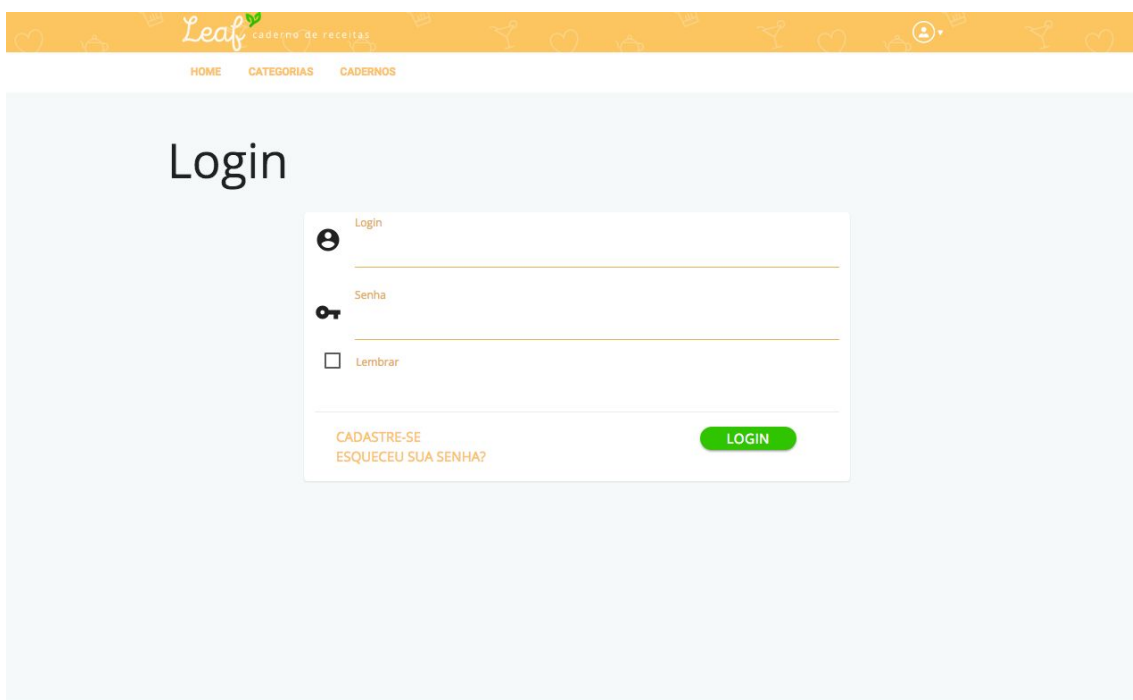 Leaf caderno de receitas
HOME CATEGORIAS CADERNOS
Login
Login
Senha
Lembrar
CADASTRE-SE LOGIN
ESQUECEU SUA SENHA?